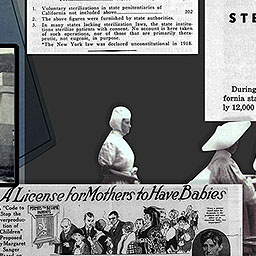 1. Voluntary sterilizations in state penitentiaries of
California not included above 302
2. The above figures were furnished by state authorities.
3. In many states lacking sterilization laws, the state institu-
tions sterilize patients with consent. No account is here taken
of such operations, nor of those that are primarily thera-
peutic, not eugenic, in purpose.
*The New York law was declared unconstitutional in 1918.
STE
During
fornia sta
ly 12,000
A License for Mothers to Have Babies
A "Code to
Stop the
Overproduc-
tion of
Children"
Proposed
by Margaret
Sanger